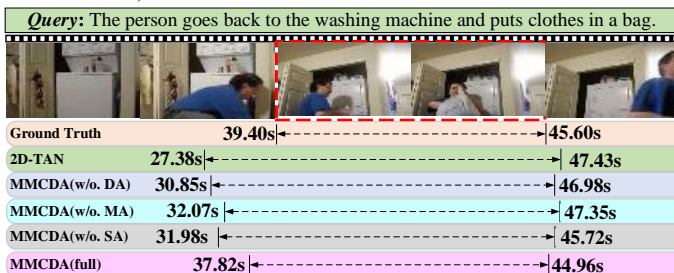 Query: The person goes back to the washing machine and puts clothes in a bag.
Ground Truth 39.40s 45.60s
2D-TAN 27.38s 47.43s
MMCDA(w/o. DA) 30.85s 46.98s
MMCDA(w/o. MA) 32.07s 47.35s
MMCDA(w/o. SA) 31.98s 45.72s
MMCDA(full) 37.82s 44.96s